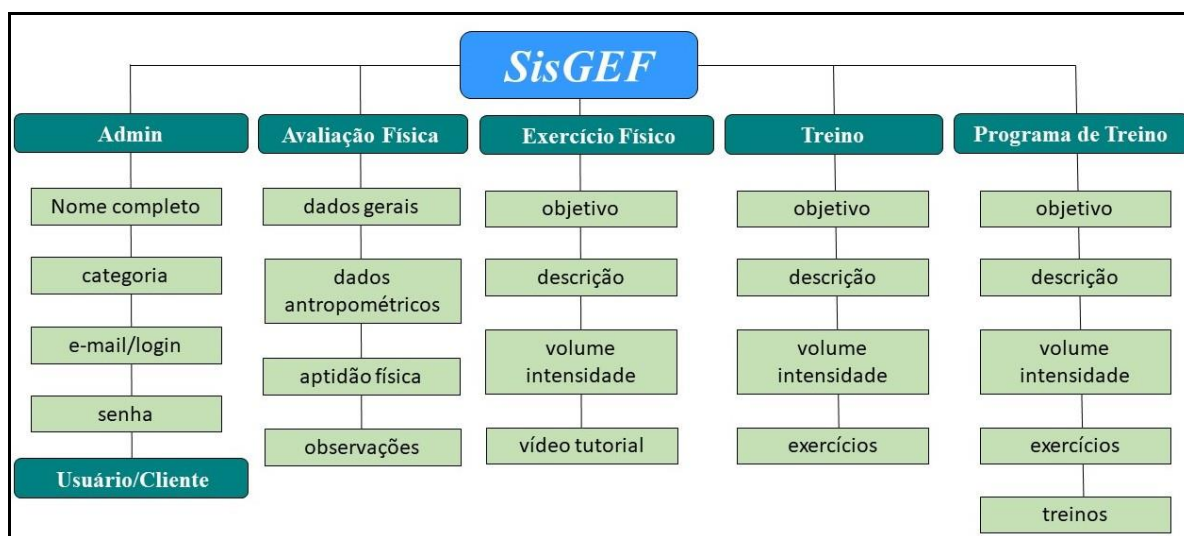 SisGEF
Admin
Nome completo
categoria
e-mail/login
senha
Usuário/Cliente
Avaliação Física
dados gerais
dados
antropométricos
aptidão física
observações
Exercício Físico
objetivo
descrição
volume
intensidade
vídeo tutorial
Treino
objetivo
descrição
volume
intensidade
exercícios
Programa de Treino
objetivo
descrição
volume
intensidade
exercícios
treinos